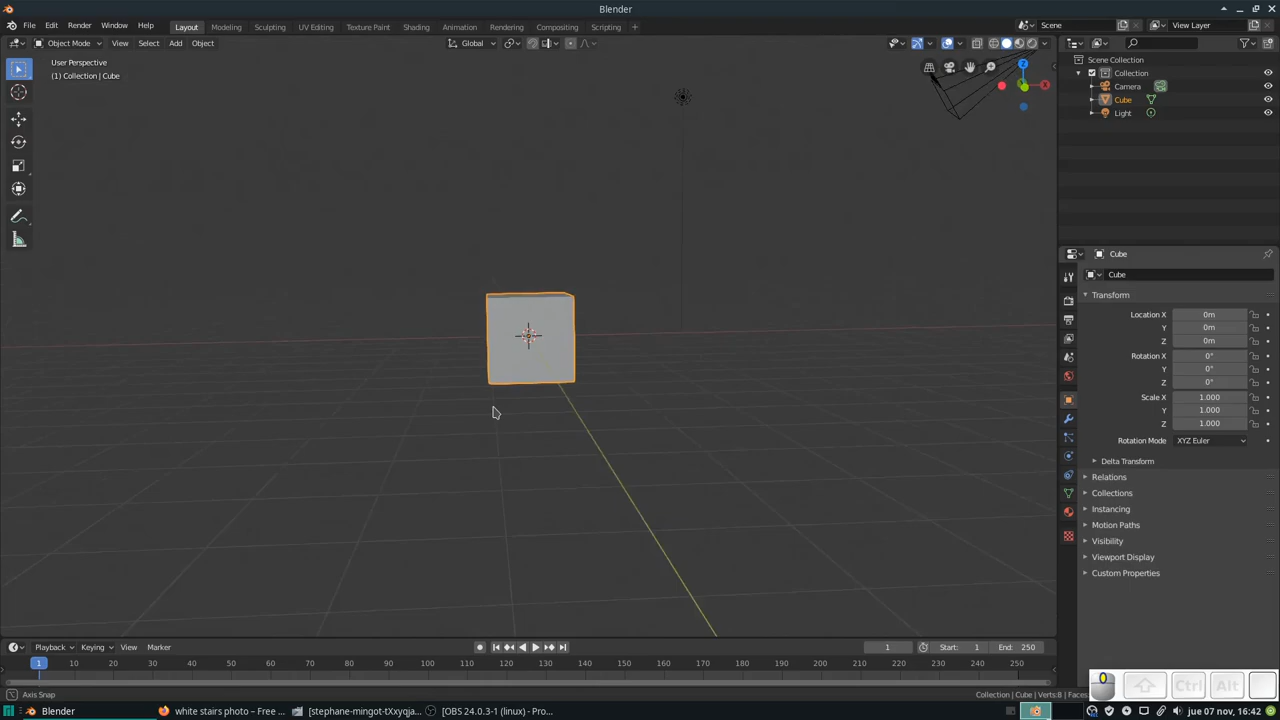 Blender
File Edit Render Window Help Layout Modeling Sculpting UV Editing Texture Paint Shading Animation Rendering Compositing Scripting + Scene View Layer
Object Mode View Select Add Object Global
User Perspective
(1) Collection | Cube
Z
Scene Collection
Collection
Camera
Cube
Light
Cube
Cube
Transform
Location X 0m
Y 0m
Z 0m
Rotation X 0°
Y 0°
Z 0°
Scale X 1.000
Y 1.000
Z 1.000
Rotation Mode XYZ Euler
Delta Transform
Relations
Collections
Instancing
Motion Paths
Visibility
Viewport Display
Custom Properties
Playback Keying View Marker 1 Start: 1 End: 250
1 10 20 30 40 50 60 70 80 90 100 110 120 130 140 150 160 170 180 190 200 210 220 230 240 250
Axis Snap Collection | Cube | Verts:8 | Faces:
Ctrl Alt
Blender white stairs photo – Free ... [stephane-mingot-tXxyqja... [OBS 24.0.3-1 (linux) - Pro... jue 07 nov, 16:42